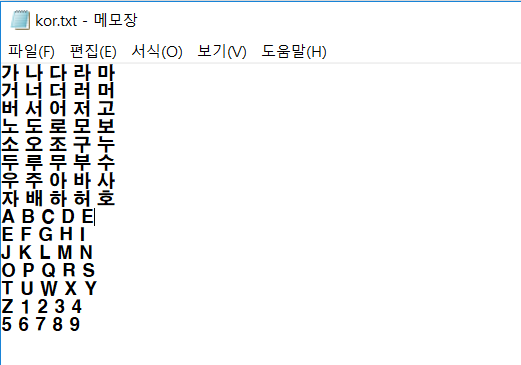 kor.txt - 메모장
파일(F) 편집(E) 서식(O) 보기(V) 도움말(H)
가 나 다 라 마
거 너 더 러 머
버 서 어 저 고
노 도 로 모 보
소 오 조 구 누
두 루 무 부 수
우 주 아 바 사
자 배 하 허 호
A B C D E
E F G H I
J K L M N
O P Q R S
T U W X Y
Z 1 2 3 4
5 6 7 8 9